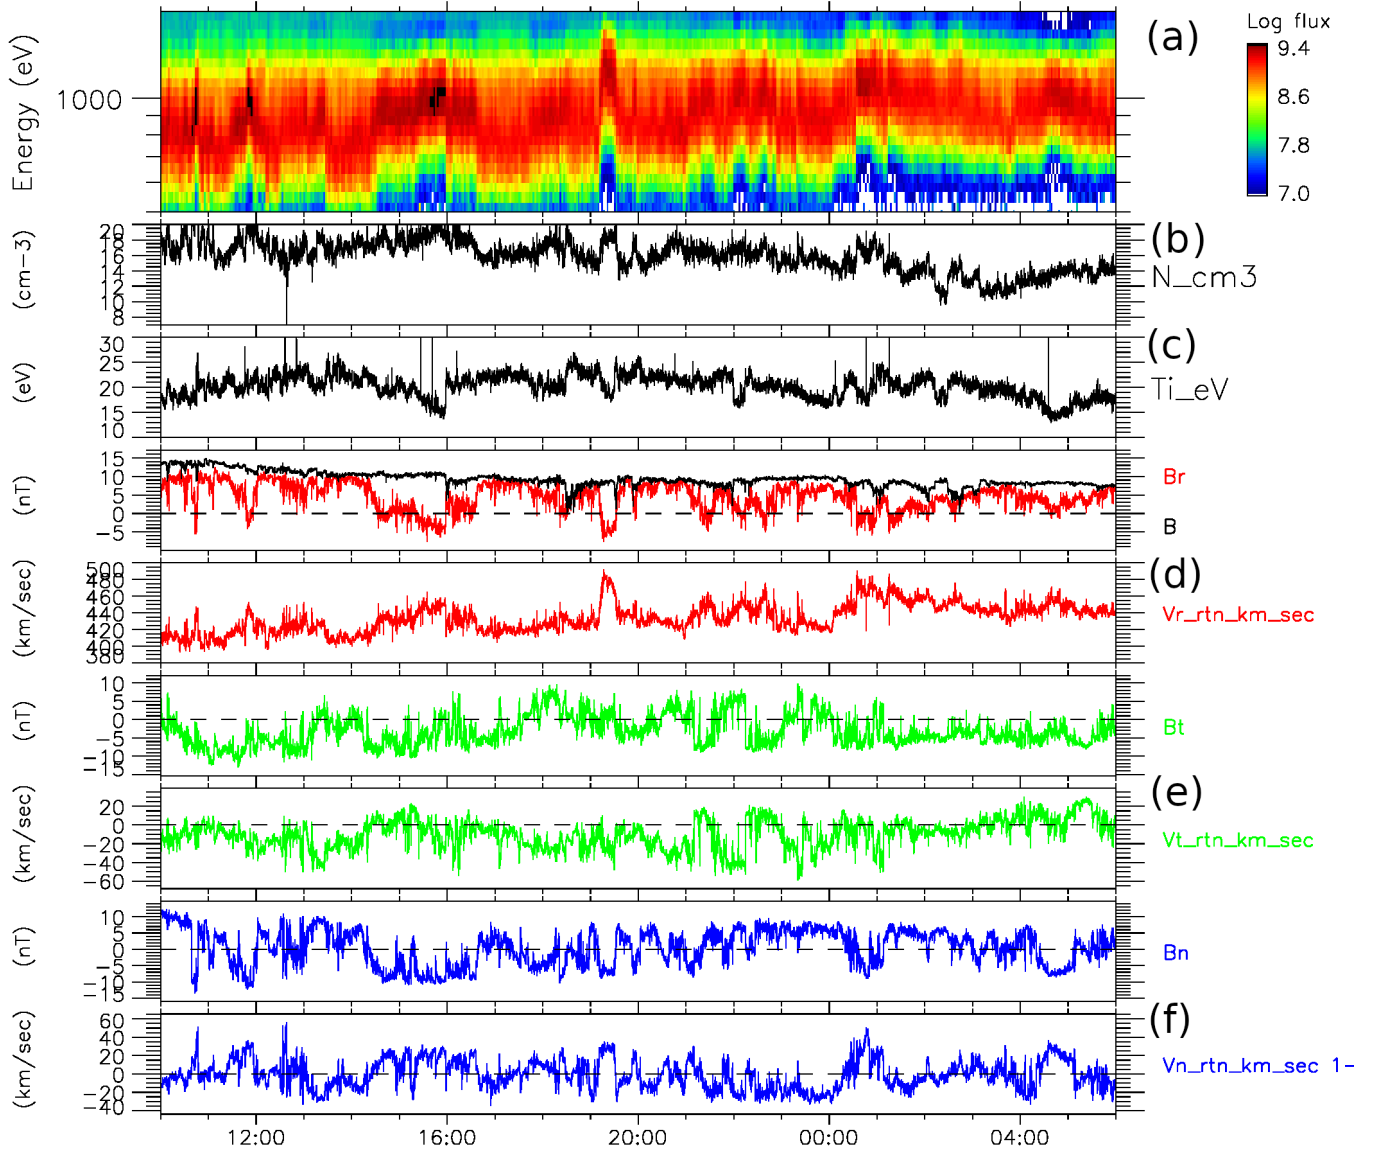 (a)
Log flux
9.4
8.6
7.8
7.0
Energy (eV)
1000
(b)
N_cm3
(cm-3)
20
18
16
14
12
10
8
(c)
Ti_eV
(eV)
30
25
20
15
10
Br
B
(nT)
15
10
5
0
-5
(d)
Vr_rtn_km_sec
(km/sec)
500
480
460
440
420
400
380
Bt
(nT)
10
5
0
-5
-10
-15
(e)
Vt_rtn_km_sec
(km/sec)
20
0
-20
-40
-60
Bn
(nT)
10
5
0
-5
-10
-15
(f)
Vn_rtn_km_sec 1-
(km/sec)
60
40
20
0
-20
-40
12:00 16:00 20:00 00:00 04:00